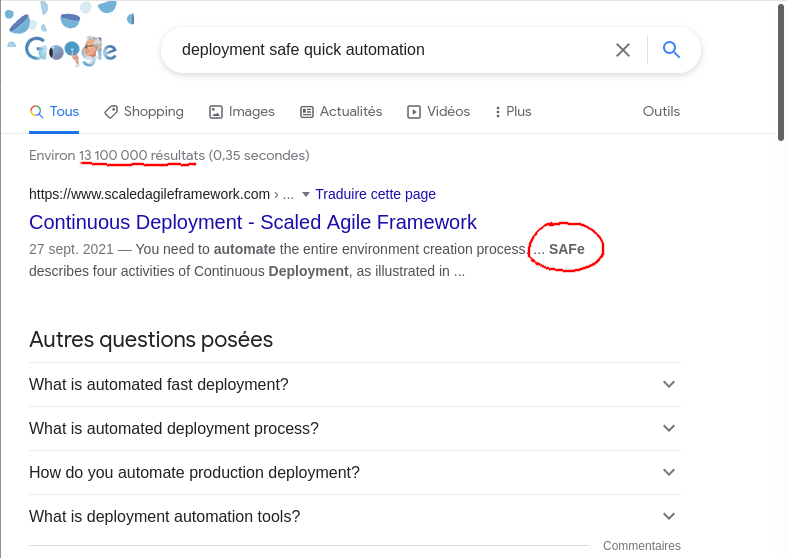 Google
deployment safe quick automation
Tous Shopping Images Actualités Vidéos Plus Outils
Environ 13 100 000 résultats (0,35 secondes)
https://www.scaledagileframework.com › ... Traduire cette page
Continuous Deployment - Scaled Agile Framework
27 sept. 2021 — You need to automate the entire environment creation process. ... SAFe
describes four activities of Continuous Deployment, as illustrated in ...
Autres questions posées
What is automated fast deployment?
What is automated deployment process?
How do you automate production deployment?
What is deployment automation tools?
Commentaires